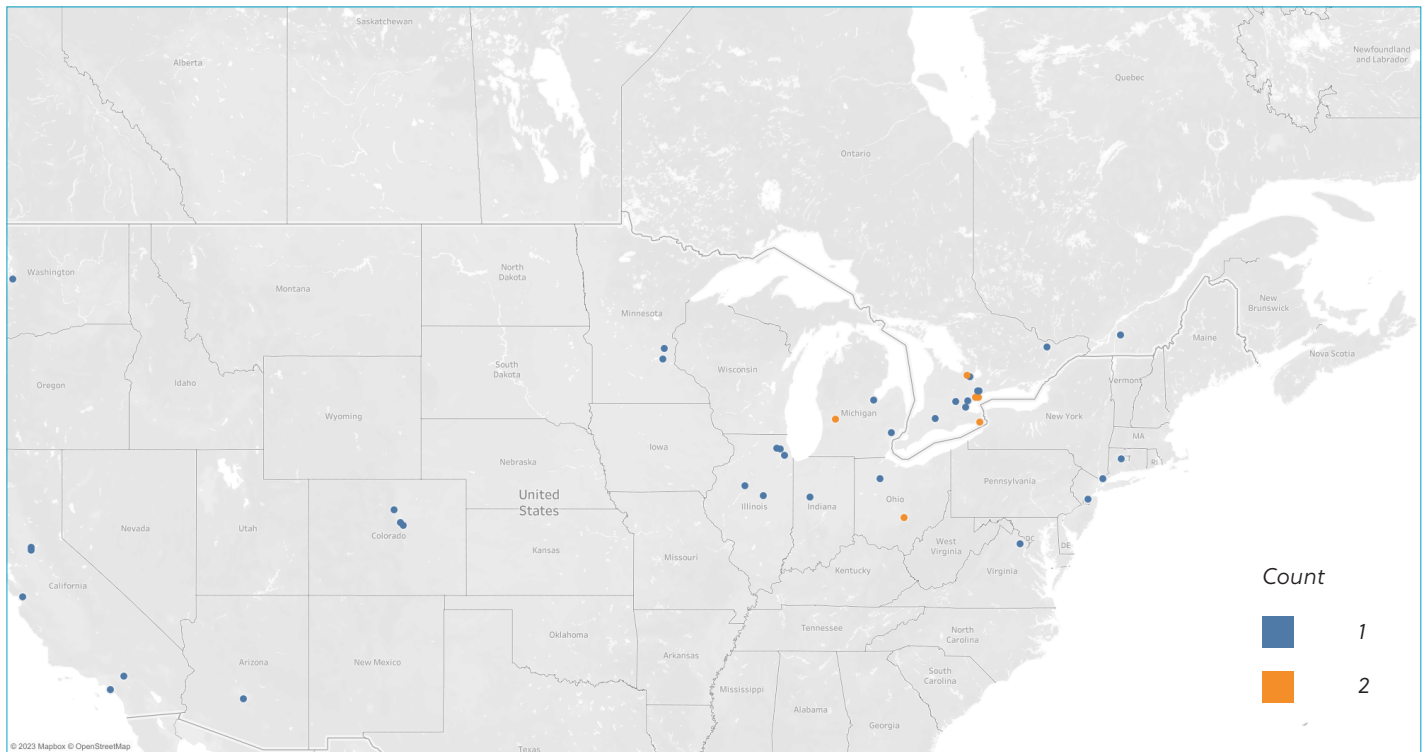 Saskatchewan
Alberta
Newfoundland
and Labrador
Quebec
Ontario
Washington
North
Dakota
Montana
New
Brunswick
Minnesota
Maine
Nova Scotia
South
Dakota
Wisconsin
Oregon
Idaho
Vermont
Wyoming
Michigan
New York
MA
Iowa
Nebraska
RI
Pennsylvania
United
States
Ohio
Illinois
Indiana
Nevada
Utah
Colorado
DC
West
Virginia
DE
Kansas
Missouri
Kentucky
Virginia
California
Count
1
Tennessee
Oklahoma
North
Carolina
Arkansas
Arizona
New Mexico
South
Carolina
2
Mississippi
Alabama
Georgia
Texas
© 2023 Mapbox © OpenStreetMap